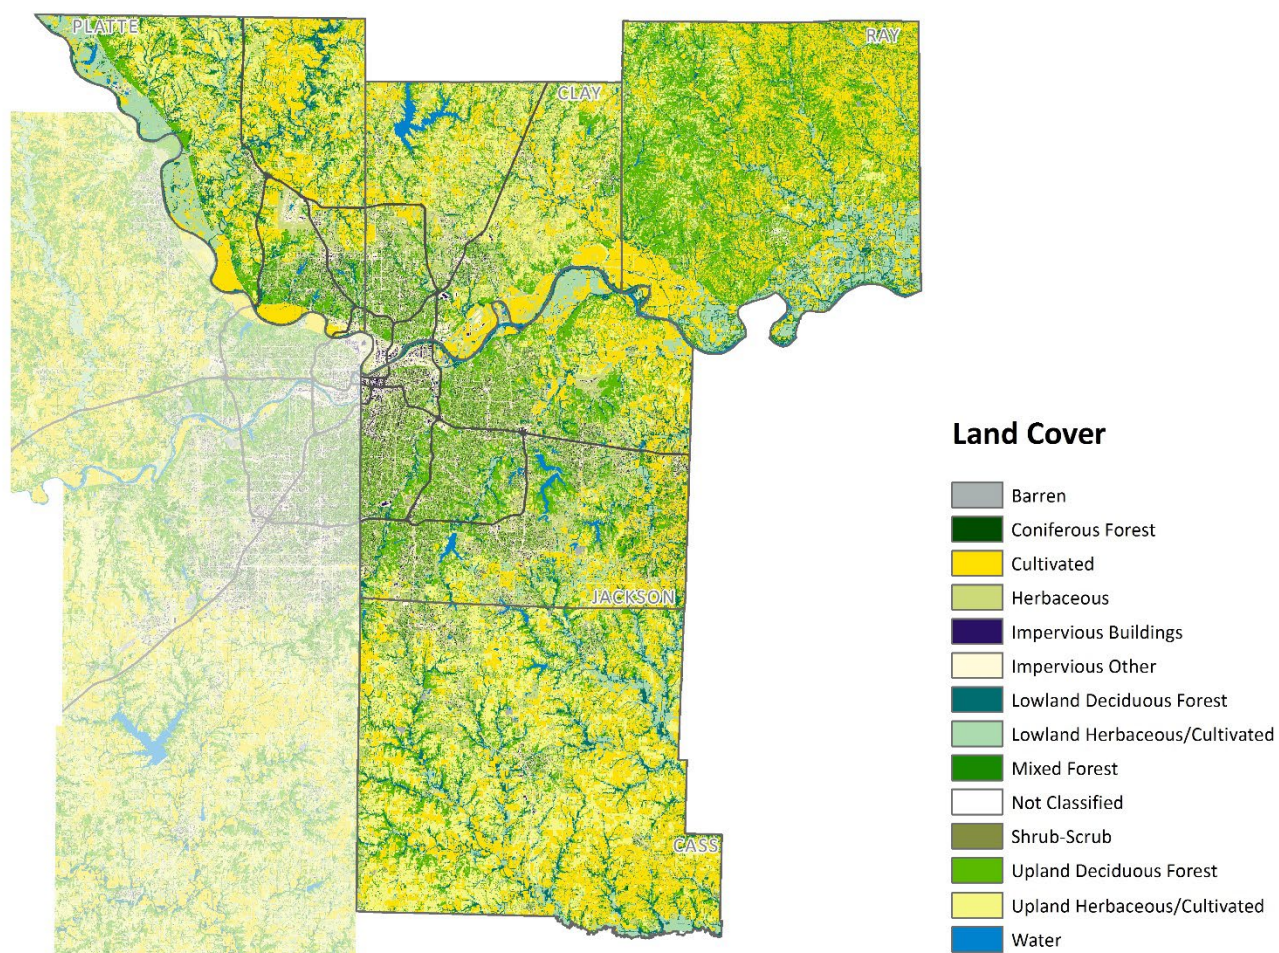 PLATTE
RAY
CLAY
JACKSON
CASS
Land Cover
Barren
Coniferous Forest
Cultivated
Herbaceous
Impervious Buildings
Impervious Other
Lowland Deciduous Forest
Lowland Herbaceous/Cultivated
Mixed Forest
Not Classified
Shrub-Scrub
Upland Deciduous Forest
Upland Herbaceous/Cultivated
Water